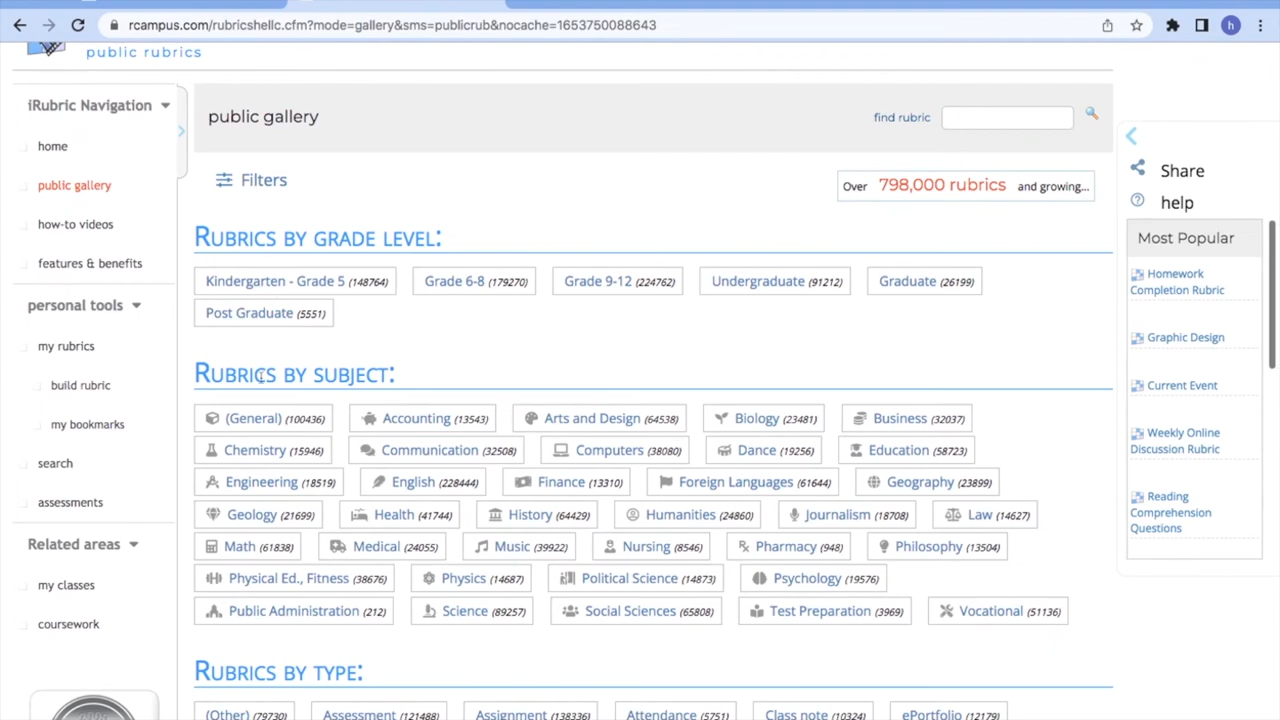 rcampus.com/rubricshellc.cfm?mode=gallery&sms=publicrub&nocache=1653750088643
h
public rubrics
iRubric Navigation
home
public gallery
how-to videos
features & benefits
personal tools
my rubrics
build rubric
my bookmarks
search
assessments
Related areas
my classes
coursework
public gallery
find rubric
Filters
Over 798,000 rubrics and growing...
RUBRICS BY GRADE LEVEL:
Kindergarten - Grade 5 (148764) Grade 6-8 (179270) Grade 9-12 (224762) Undergraduate (91212) Graduate (26199)
Post Graduate (5551)
RUBRICS BY SUBJECT:
(General) (100436) Accounting (13543) Arts and Design (64538) Biology (23481) Business (32037)
Chemistry (15946) Communication (32508) Computers (38080) Dance (19256) Education (58723)
Engineering (18519) English (228444) Finance (13310) Foreign Languages (61644) Geography (23899)
Geology (21699) Health (41744) History (64429) Humanities (24860) Journalism (18708) Law (14627)
Math (61838) Medical (24055) Music (39922) Nursing (8546) Pharmacy (948) Philosophy (13504)
Physical Ed., Fitness (38676) Physics (14687) Political Science (14873) Psychology (19576)
Public Administration (212) Science (89257) Social Sciences (65808) Test Preparation (3969) Vocational (51136)
RUBRICS BY TYPE:
(Other) (79730) Assessment (121488) Assignment (138336) Attendance (5751) Class note (10324) ePortfolio (12179)
Share
help
Most Popular
Homework
Completion Rubric
Graphic Design
Current Event
Weekly Online
Discussion Rubric
Reading
Comprehension
Questions